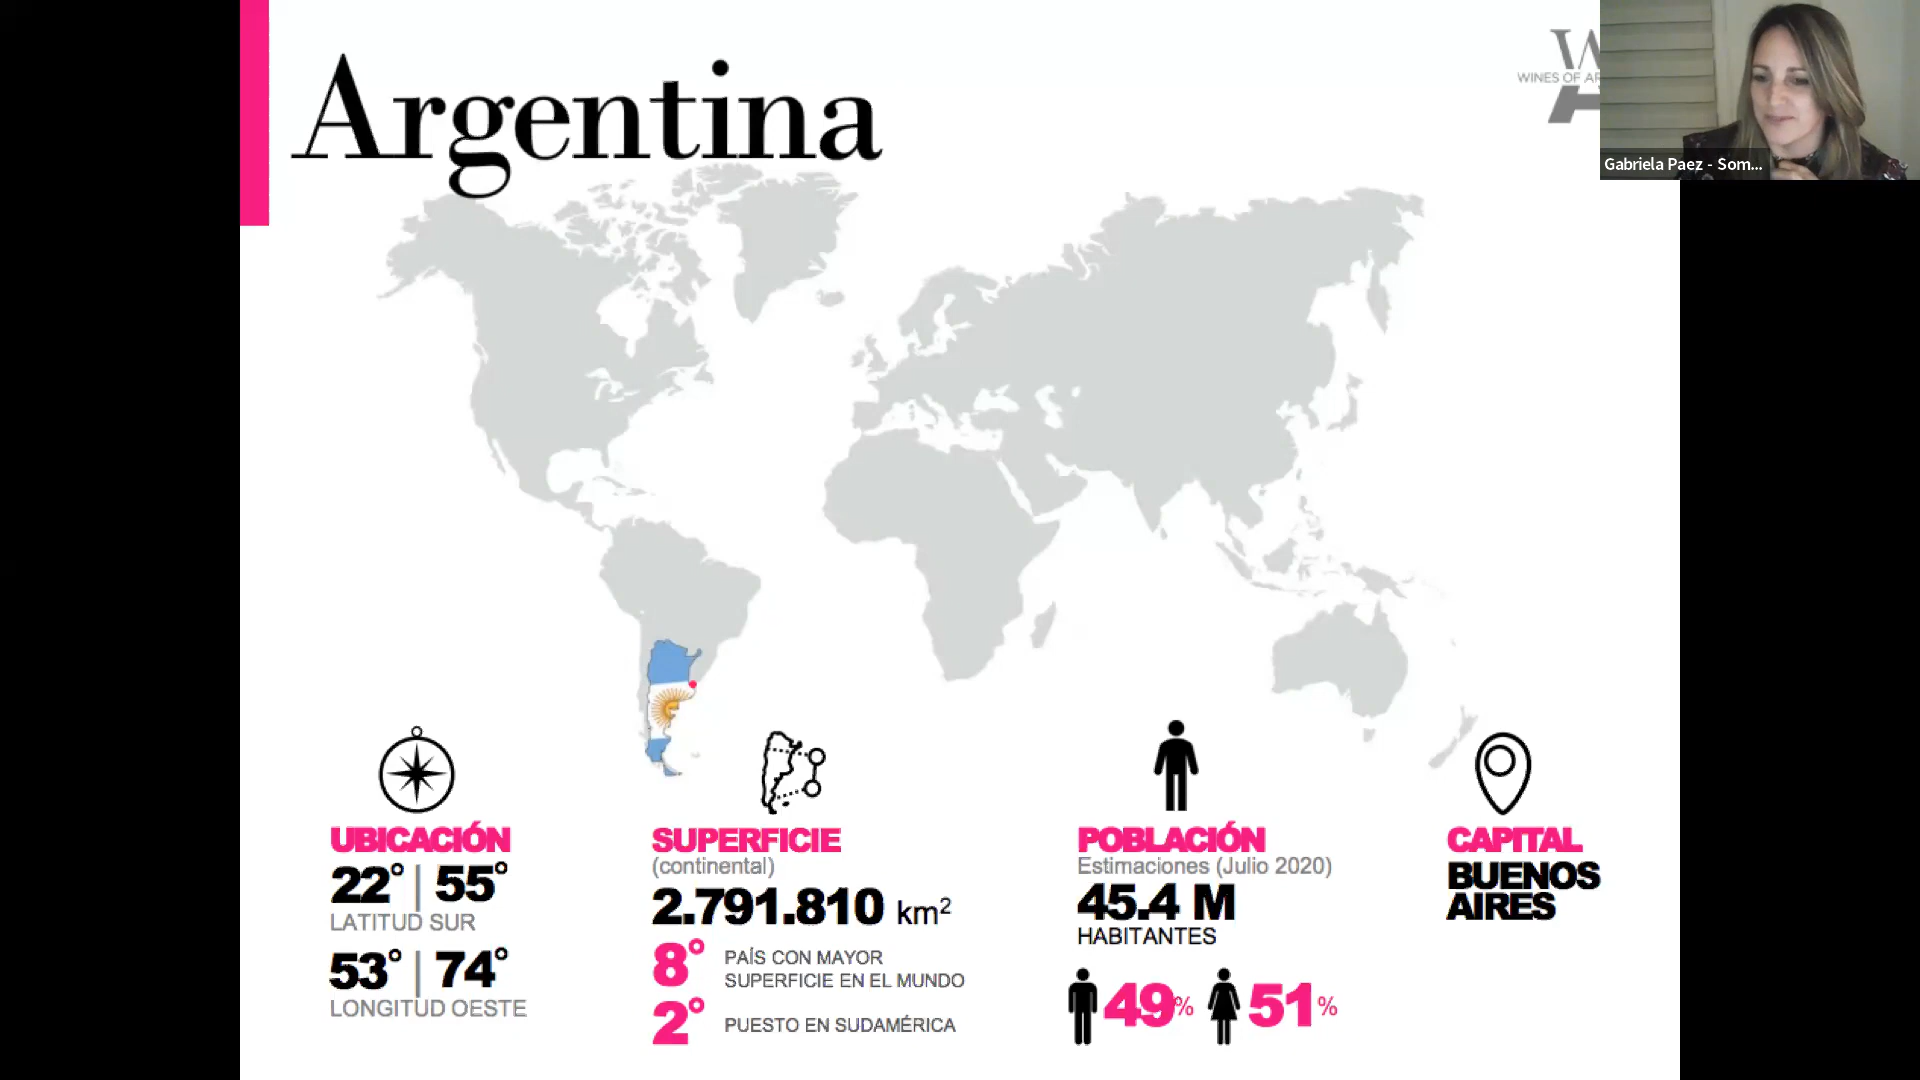 Argentina
W
WINES OF AR
Gabriela Paez - Som...
UBICACIÓN
22° | 55°
LATITUD SUR
53° | 74°
LONGITUD OESTE
SUPERFICIE
(continental)
2.791.810 km²
8° PAÍS CON MAYOR
SUPERFICIE EN EL MUNDO
2° PUESTO EN SUDAMÉRICA
POBLACIÓN
Estimaciones (Julio 2020)
45.4 M
HABITANTES
49% 51%
CAPITAL
BUENOS
AIRES